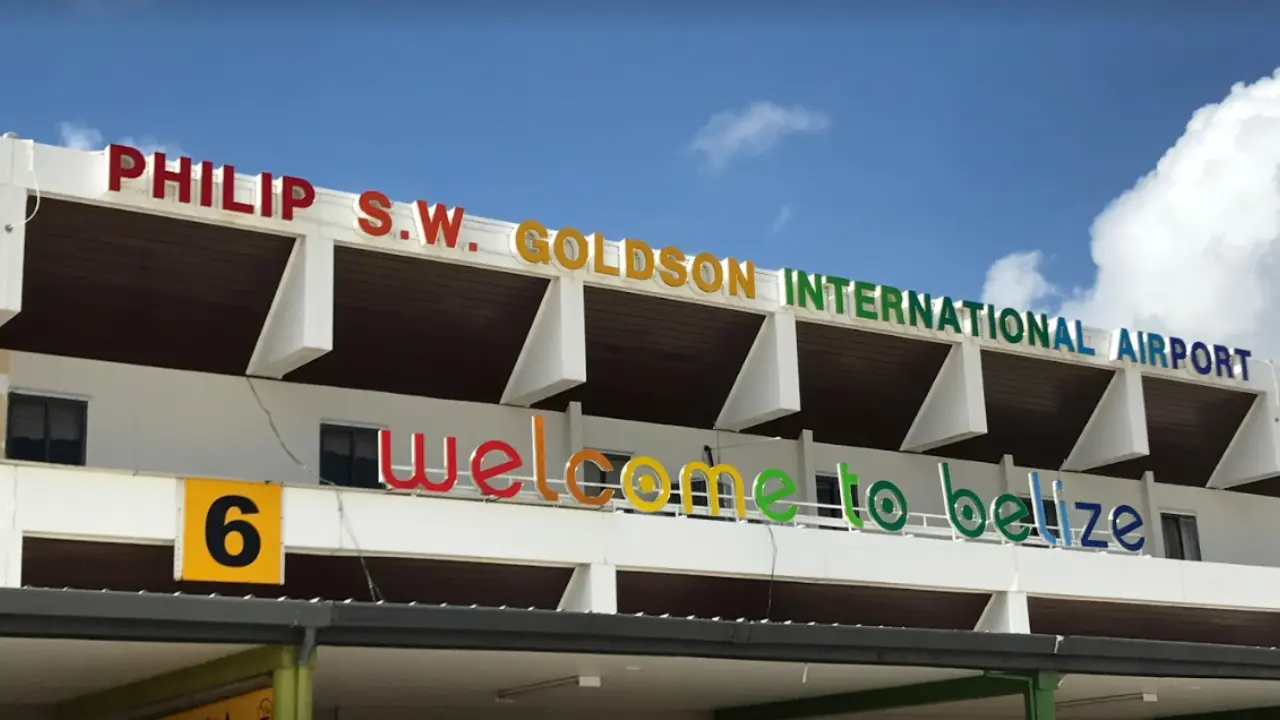 PHILIP S.W. GOLDSON INTERNATIONAL AIRPORT
welcome to belize
6